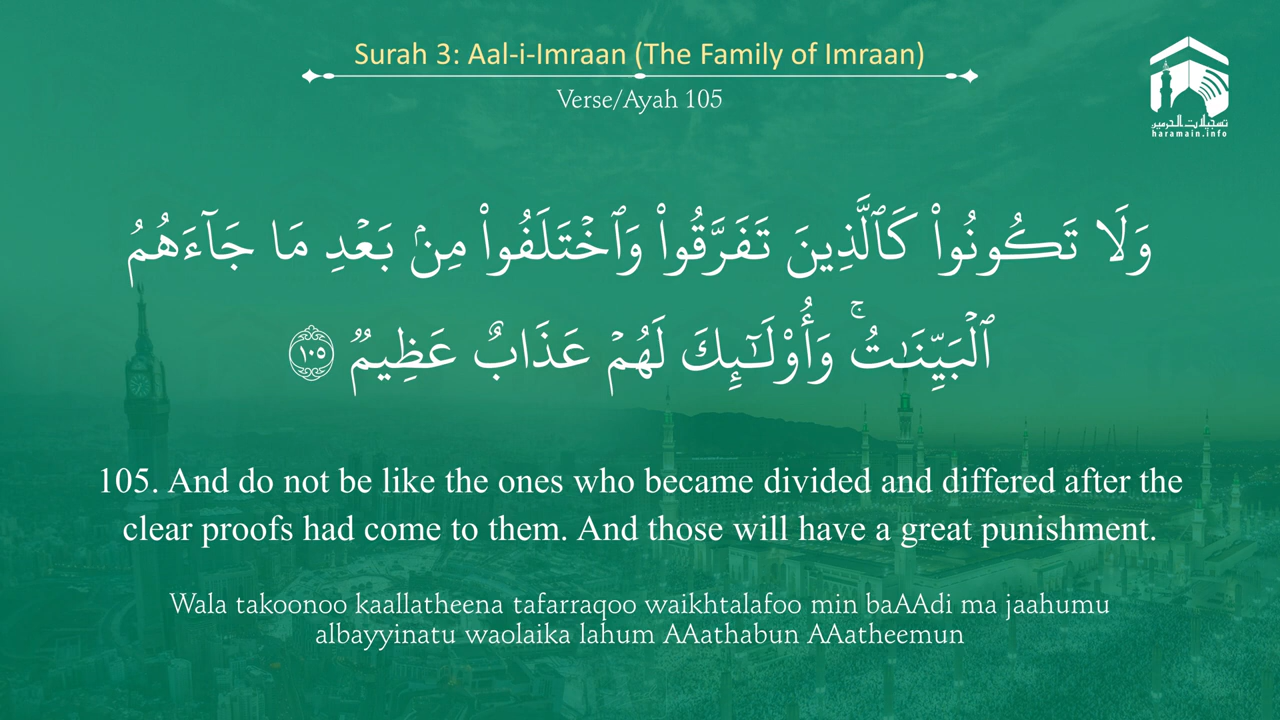 Surah 3: Aal-i-Imraan (The Family of Imraan)
Verse/Ayah 105
تسجيلات الحرمين
haramain.info
وَلَا تَكُونُوا۟ كَٱلَّذِينَ تَفَرَّقُوا۟ وَٱخْتَلَفُوا۟ مِنۢ بَعْدِ مَا جَآءَهُمُ
ٱلْبَيِّنَـٰتُ ۚ وَأُو۟لَـٰٓئِكَ لَهُمْ عَذَابٌ عَظِيمٌ ١٠٥
105. And do not be like the ones who became divided and differed after the
clear proofs had come to them. And those will have a great punishment.
Wala takoonoo kaallatheena tafarraqoo waikhtalafoo min baAAdi ma jaahumu
albayyinatu waolaika lahum AAathabun AAatheemun